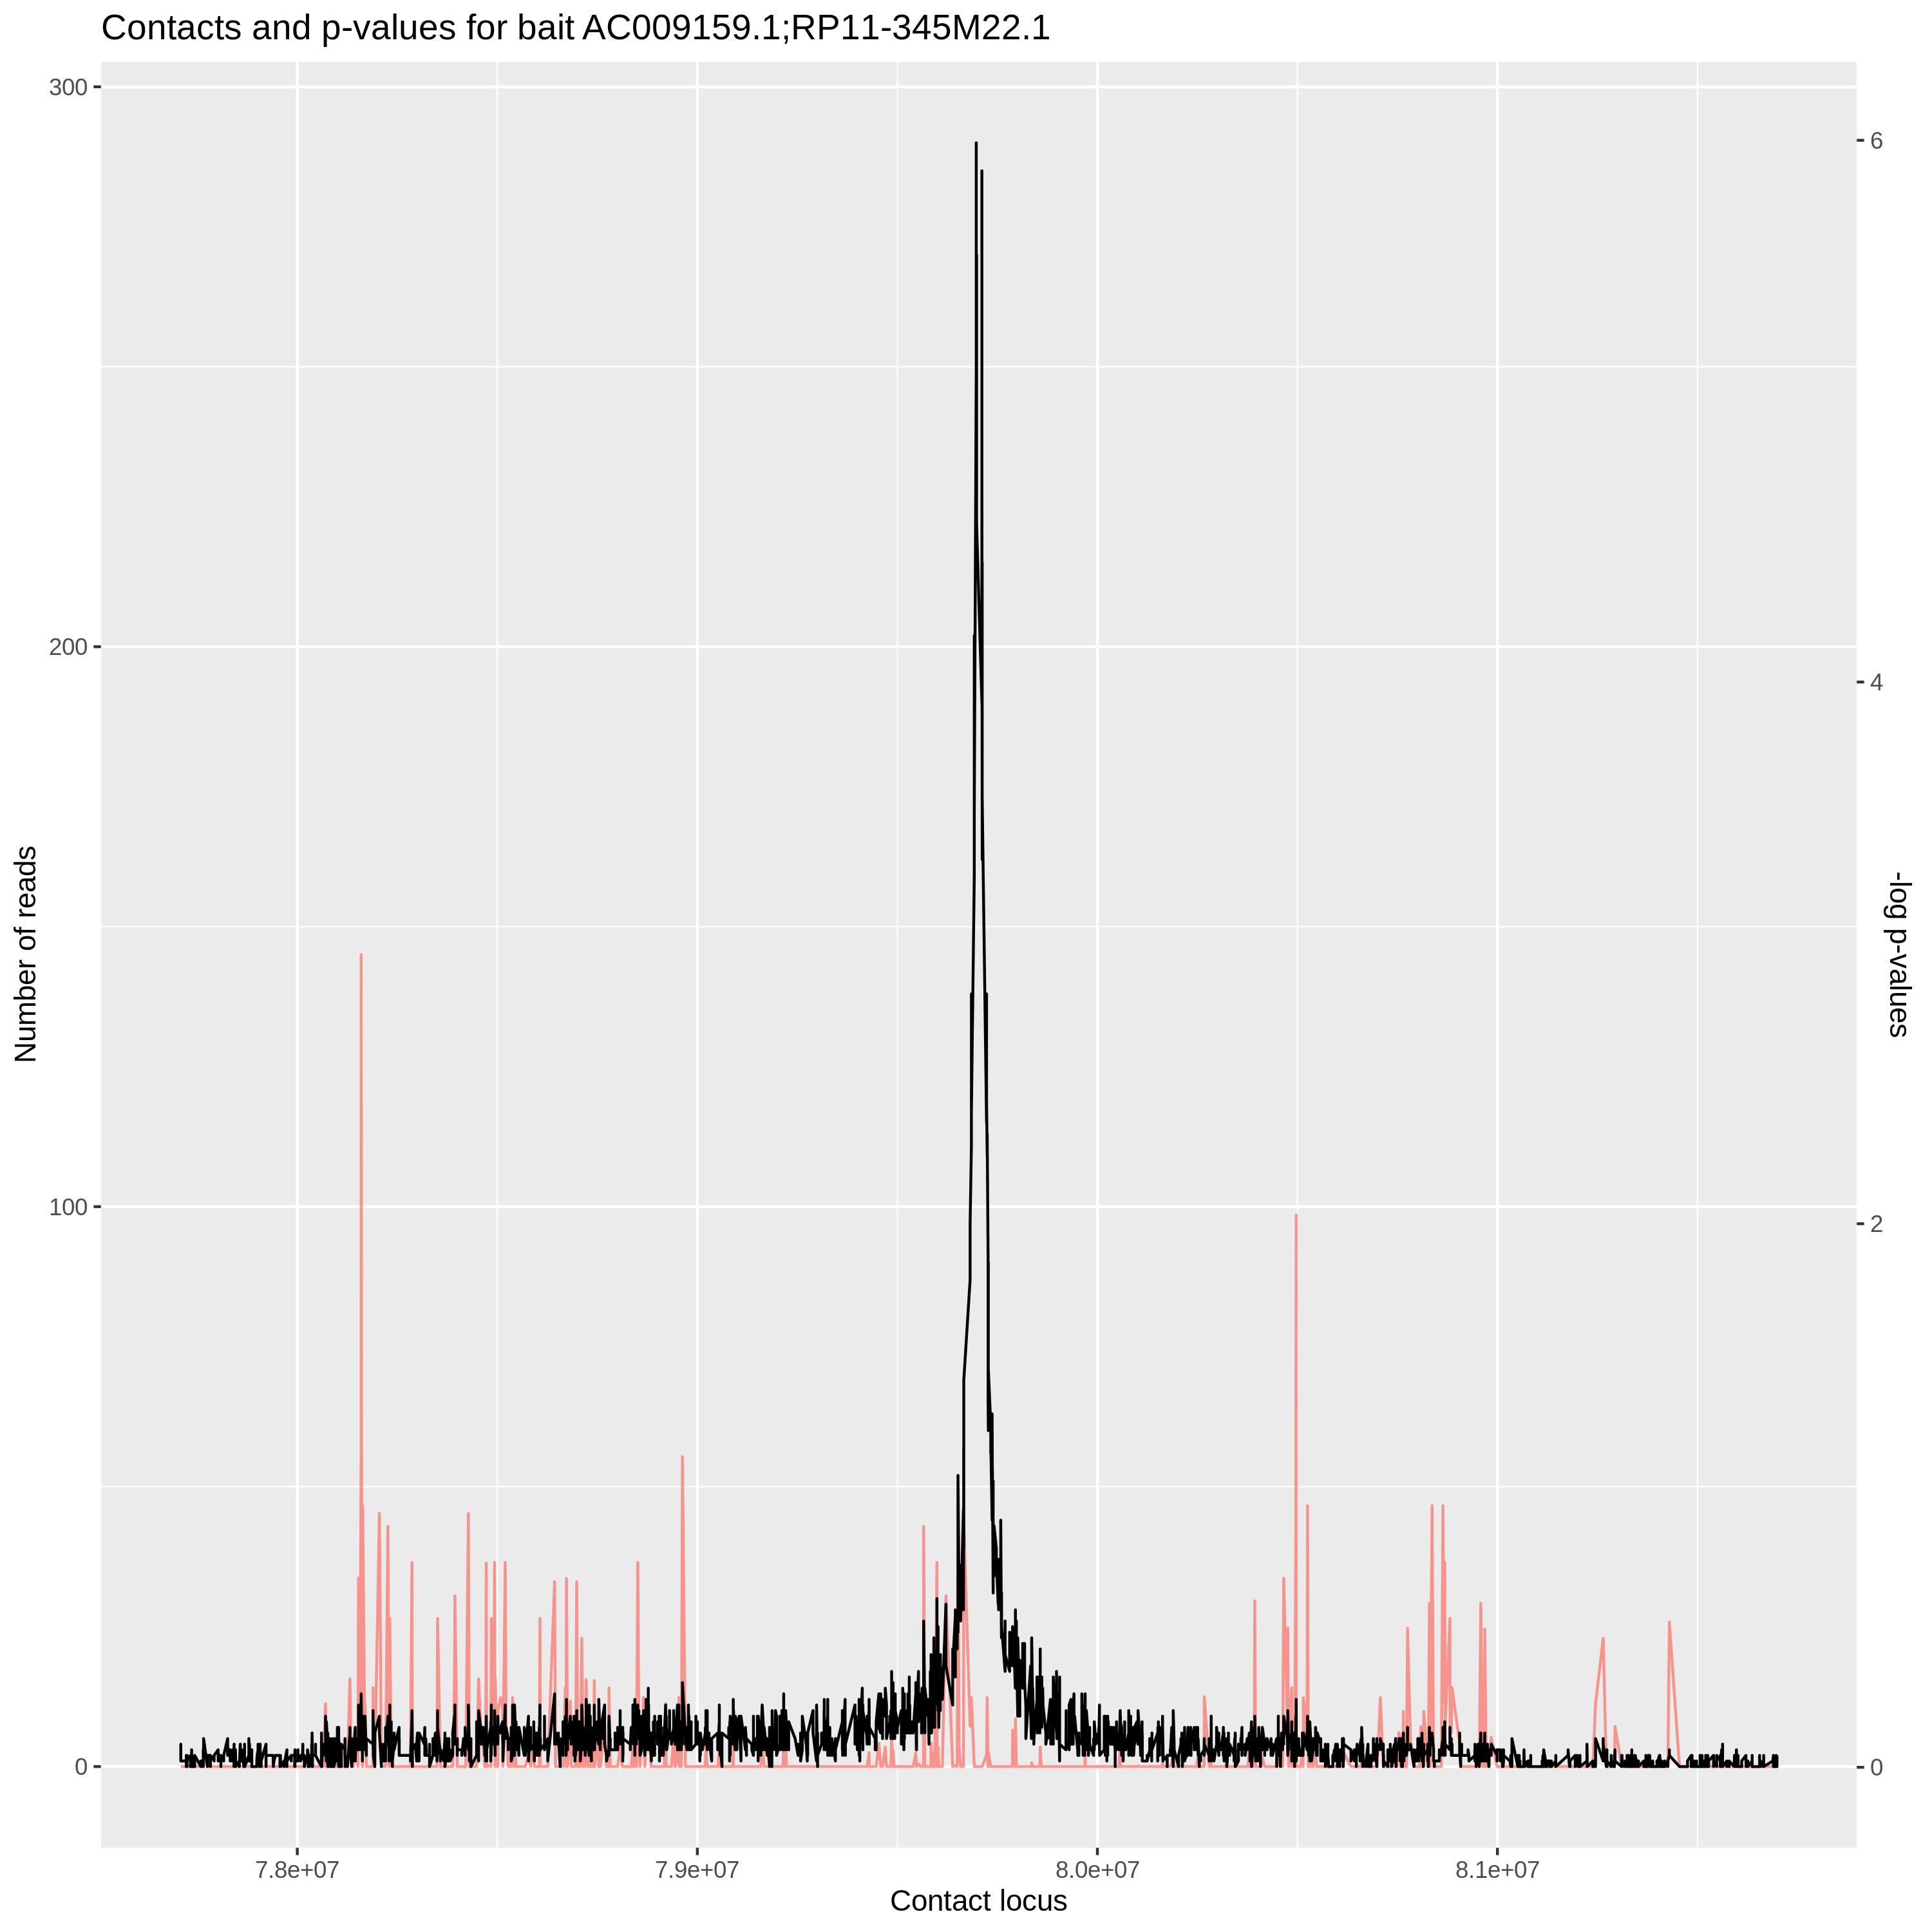 Contacts and p-values for bait AC009159.1;RP11-345M22.1
300
200
100
0
Number of reads
6
4
2
0
-log p-values
7.8e+07
7.9e+07
8.0e+07
8.1e+07
Contact locus